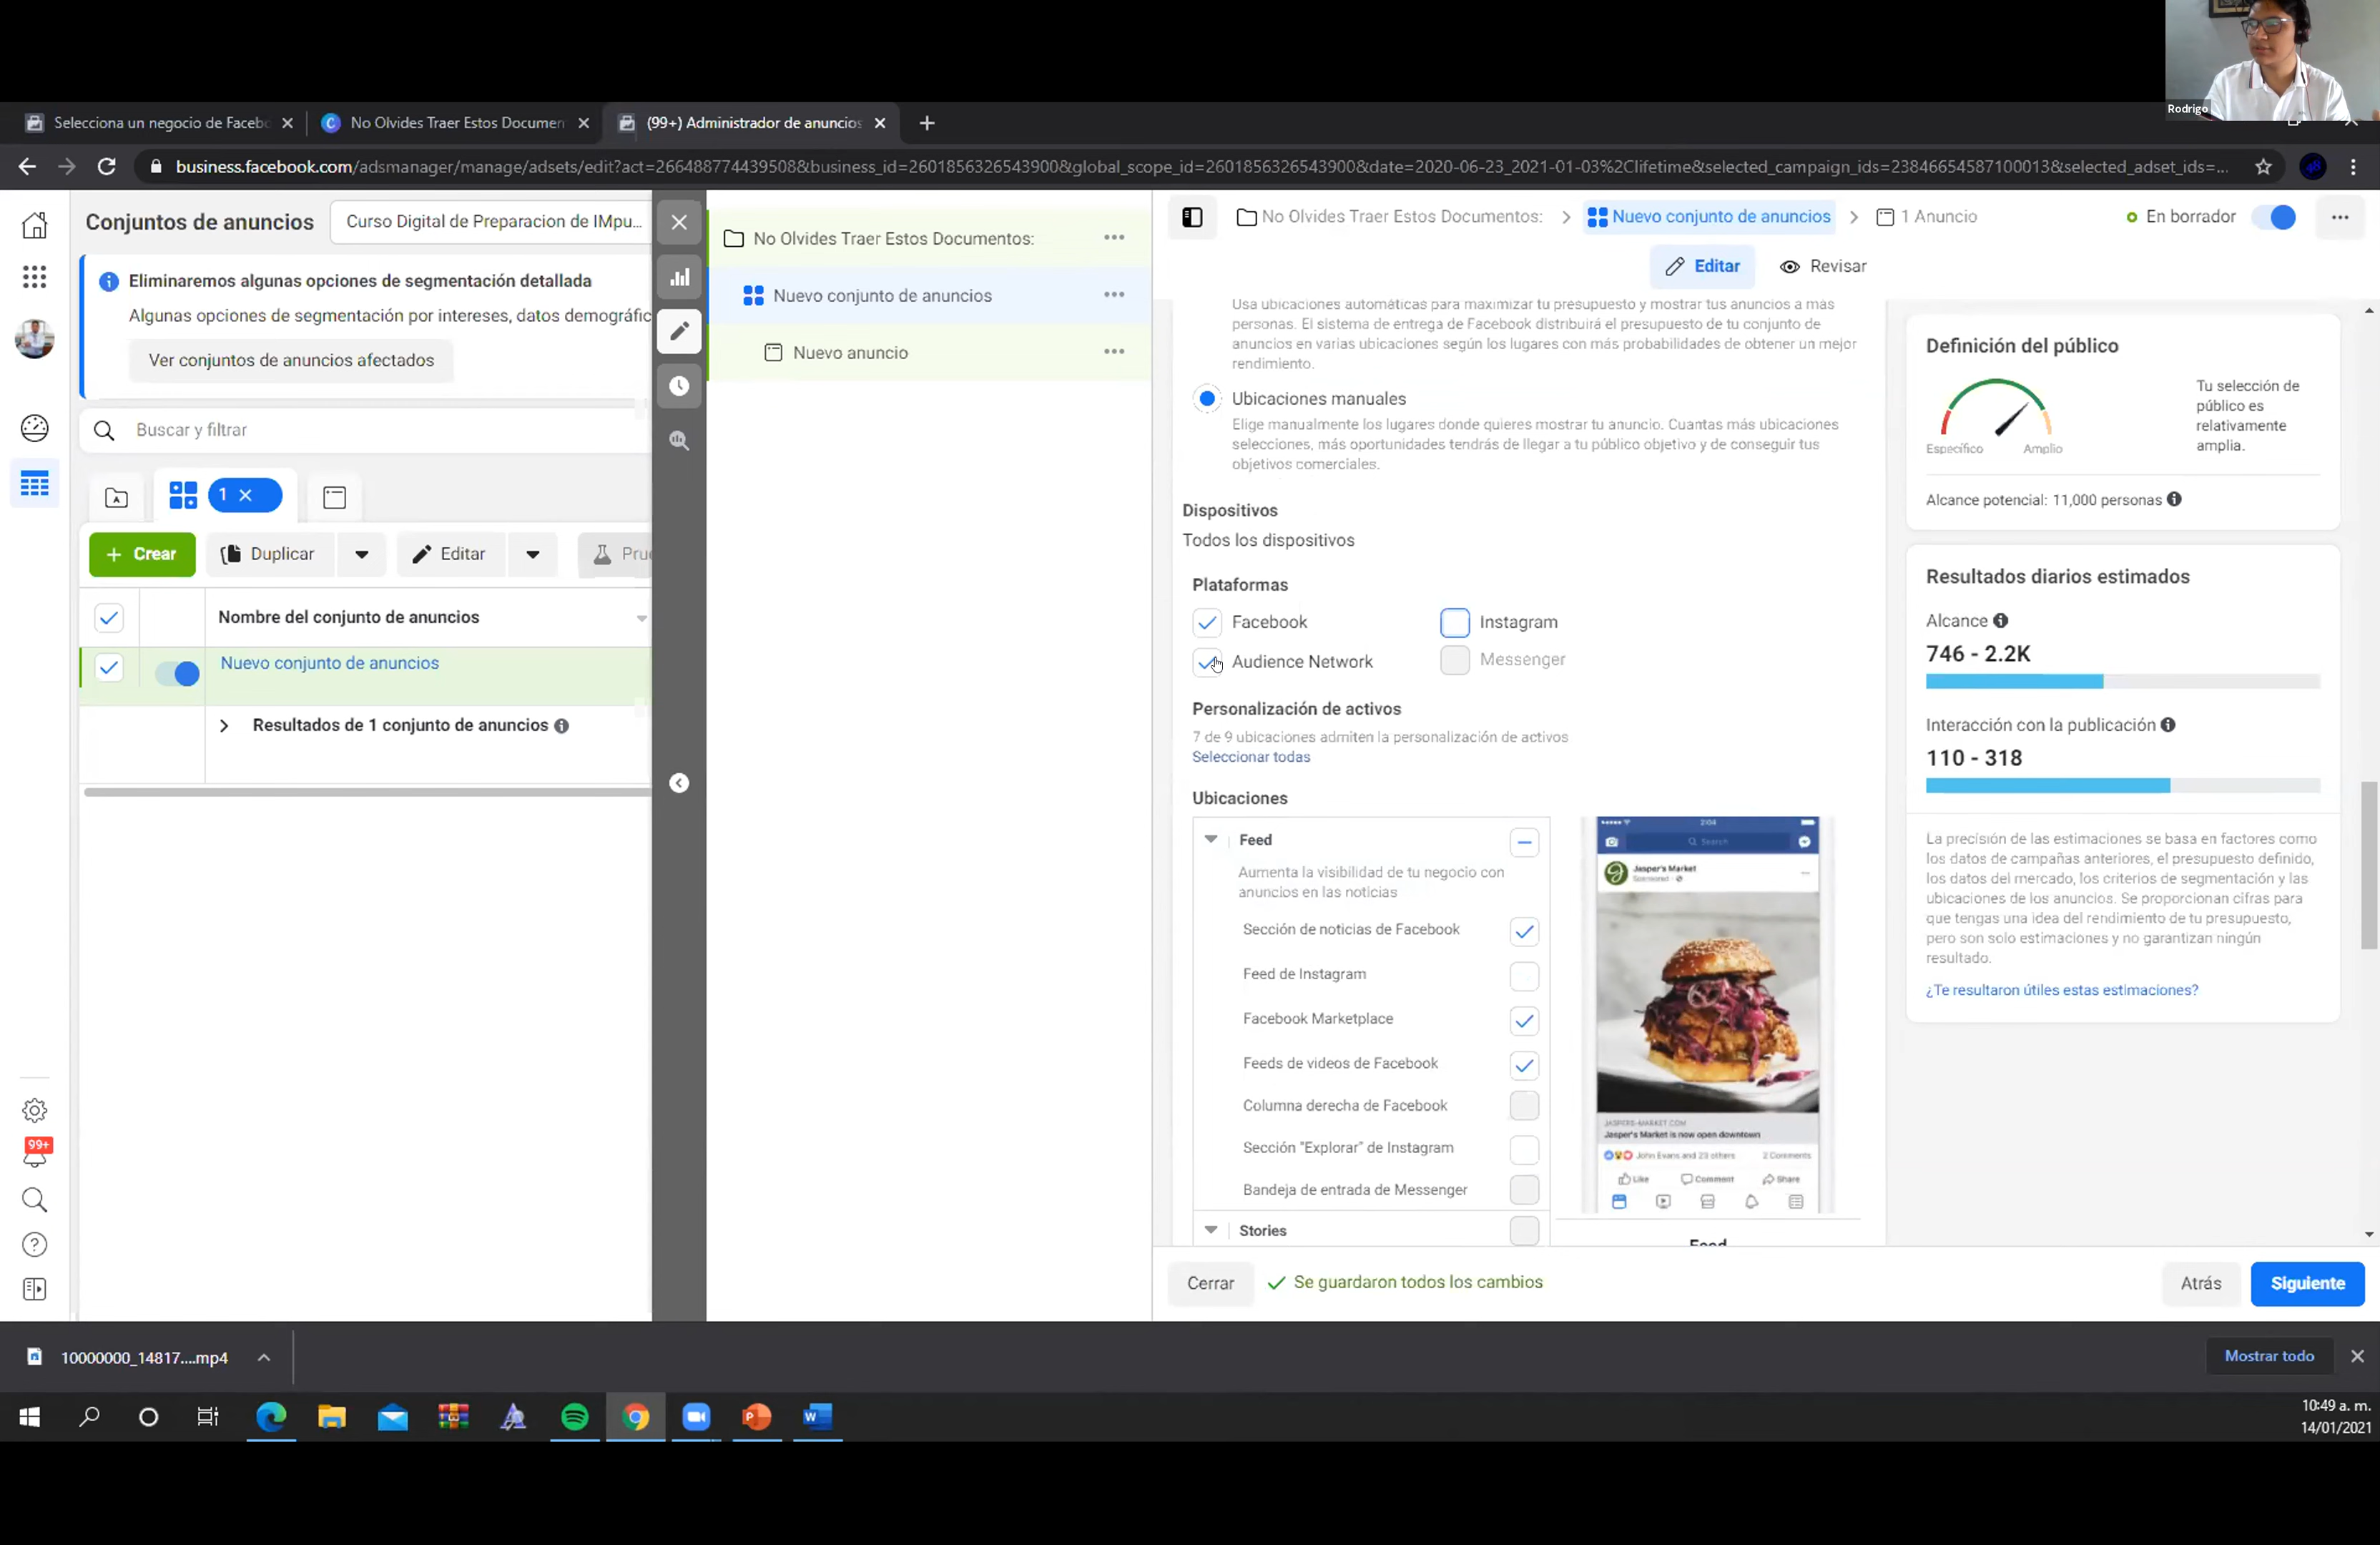 Rodrigo
Selecciona un negocio de Facebo
No Olvides Traer Estos Documen
(99+) Administrador de anuncios
business.facebook.com/adsmanager/manage/adsets/edit?act=266488774439508&business_id=2601856326543900&global_scope_id=2601856326543900&date=2020-06-23_2021-01-03%2Clifetime&selected_campaign_ids=23846654587100013&selected_adset_ids=...
Conjuntos de anuncios
Curso Digital de Preparacion de IMpu...
Eliminaremos algunas opciones de segmentación detallada
Algunas opciones de segmentación por intereses, datos demográfic
Ver conjuntos de anuncios afectados
Buscar y filtrar
1
Crear
Duplicar
Editar
Prue
Nombre del conjunto de anuncios
Nuevo conjunto de anuncios
Resultados de 1 conjunto de anuncios
99+
No Olvides Traer Estos Documentos:
Nuevo conjunto de anuncios
Nuevo anuncio
No Olvides Traer Estos Documentos:
Nuevo conjunto de anuncios
1 Anuncio
En borrador
Editar
Revisar
Usa ubicaciones automáticas para maximizar tu presupuesto y mostrar tus anuncios a más
personas. El sistema de entrega de Facebook distribuirá el presupuesto de tu conjunto de
anuncios en varias ubicaciones según los lugares con más probabilidades de obtener un mejor
rendimiento.
Ubicaciones manuales
Elige manualmente los lugares donde quieres mostrar tu anuncio. Cuantas más ubicaciones
selecciones, más oportunidades tendrás de llegar a tu público objetivo y de conseguir tus
objetivos comerciales.
Dispositivos
Todos los dispositivos
Plataformas
Facebook
Instagram
Audience Network
Messenger
Personalización de activos
7 de 9 ubicaciones admiten la personalización de activos
Seleccionar todas
Ubicaciones
Feed
Aumenta la visibilidad de tu negocio con
anuncios en las noticias
Sección de noticias de Facebook
Feed de Instagram
Facebook Marketplace
Feeds de videos de Facebook
Columna derecha de Facebook
Sección "Explorar" de Instagram
Bandeja de entrada de Messenger
Stories
2:04
Search
Jasper's Market
Sponsored
JASPERS-MARKET.COM
Jasper's Market is now open downtown
John Evans and 23 others
2 Comments
Like
Comment
Share
Feed
Definición del público
Específico
Amplio
Tu selección de
público es
relativamente
amplia.
Alcance potencial: 11,000 personas
Resultados diarios estimados
Alcance
746 - 2.2K
Interacción con la publicación
110 - 318
La precisión de las estimaciones se basa en factores como
los datos de campañas anteriores, el presupuesto definido,
los datos del mercado, los criterios de segmentación y las
ubicaciones de los anuncios. Se proporcionan cifras para
que tengas una idea del rendimiento de tu presupuesto,
pero son solo estimaciones y no garantizan ningún
resultado.
¿Te resultaron útiles estas estimaciones?
Cerrar
Se guardaron todos los cambios
Atrás
Siguiente
10000000_14817....mp4
Mostrar todo
10:49 a. m.
14/01/2021